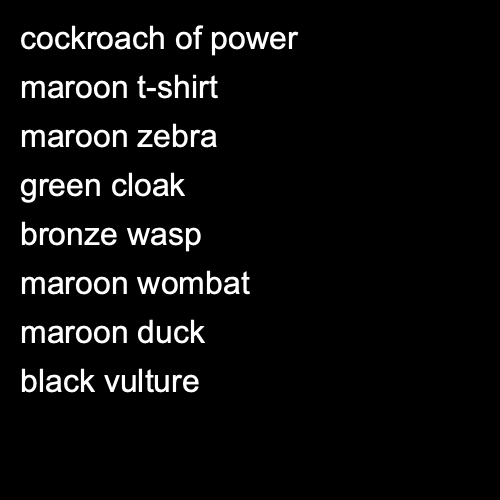 cockroach of power
maroon t-shirt
maroon zebra
green cloak
bronze wasp
maroon wombat
maroon duck
black vulture